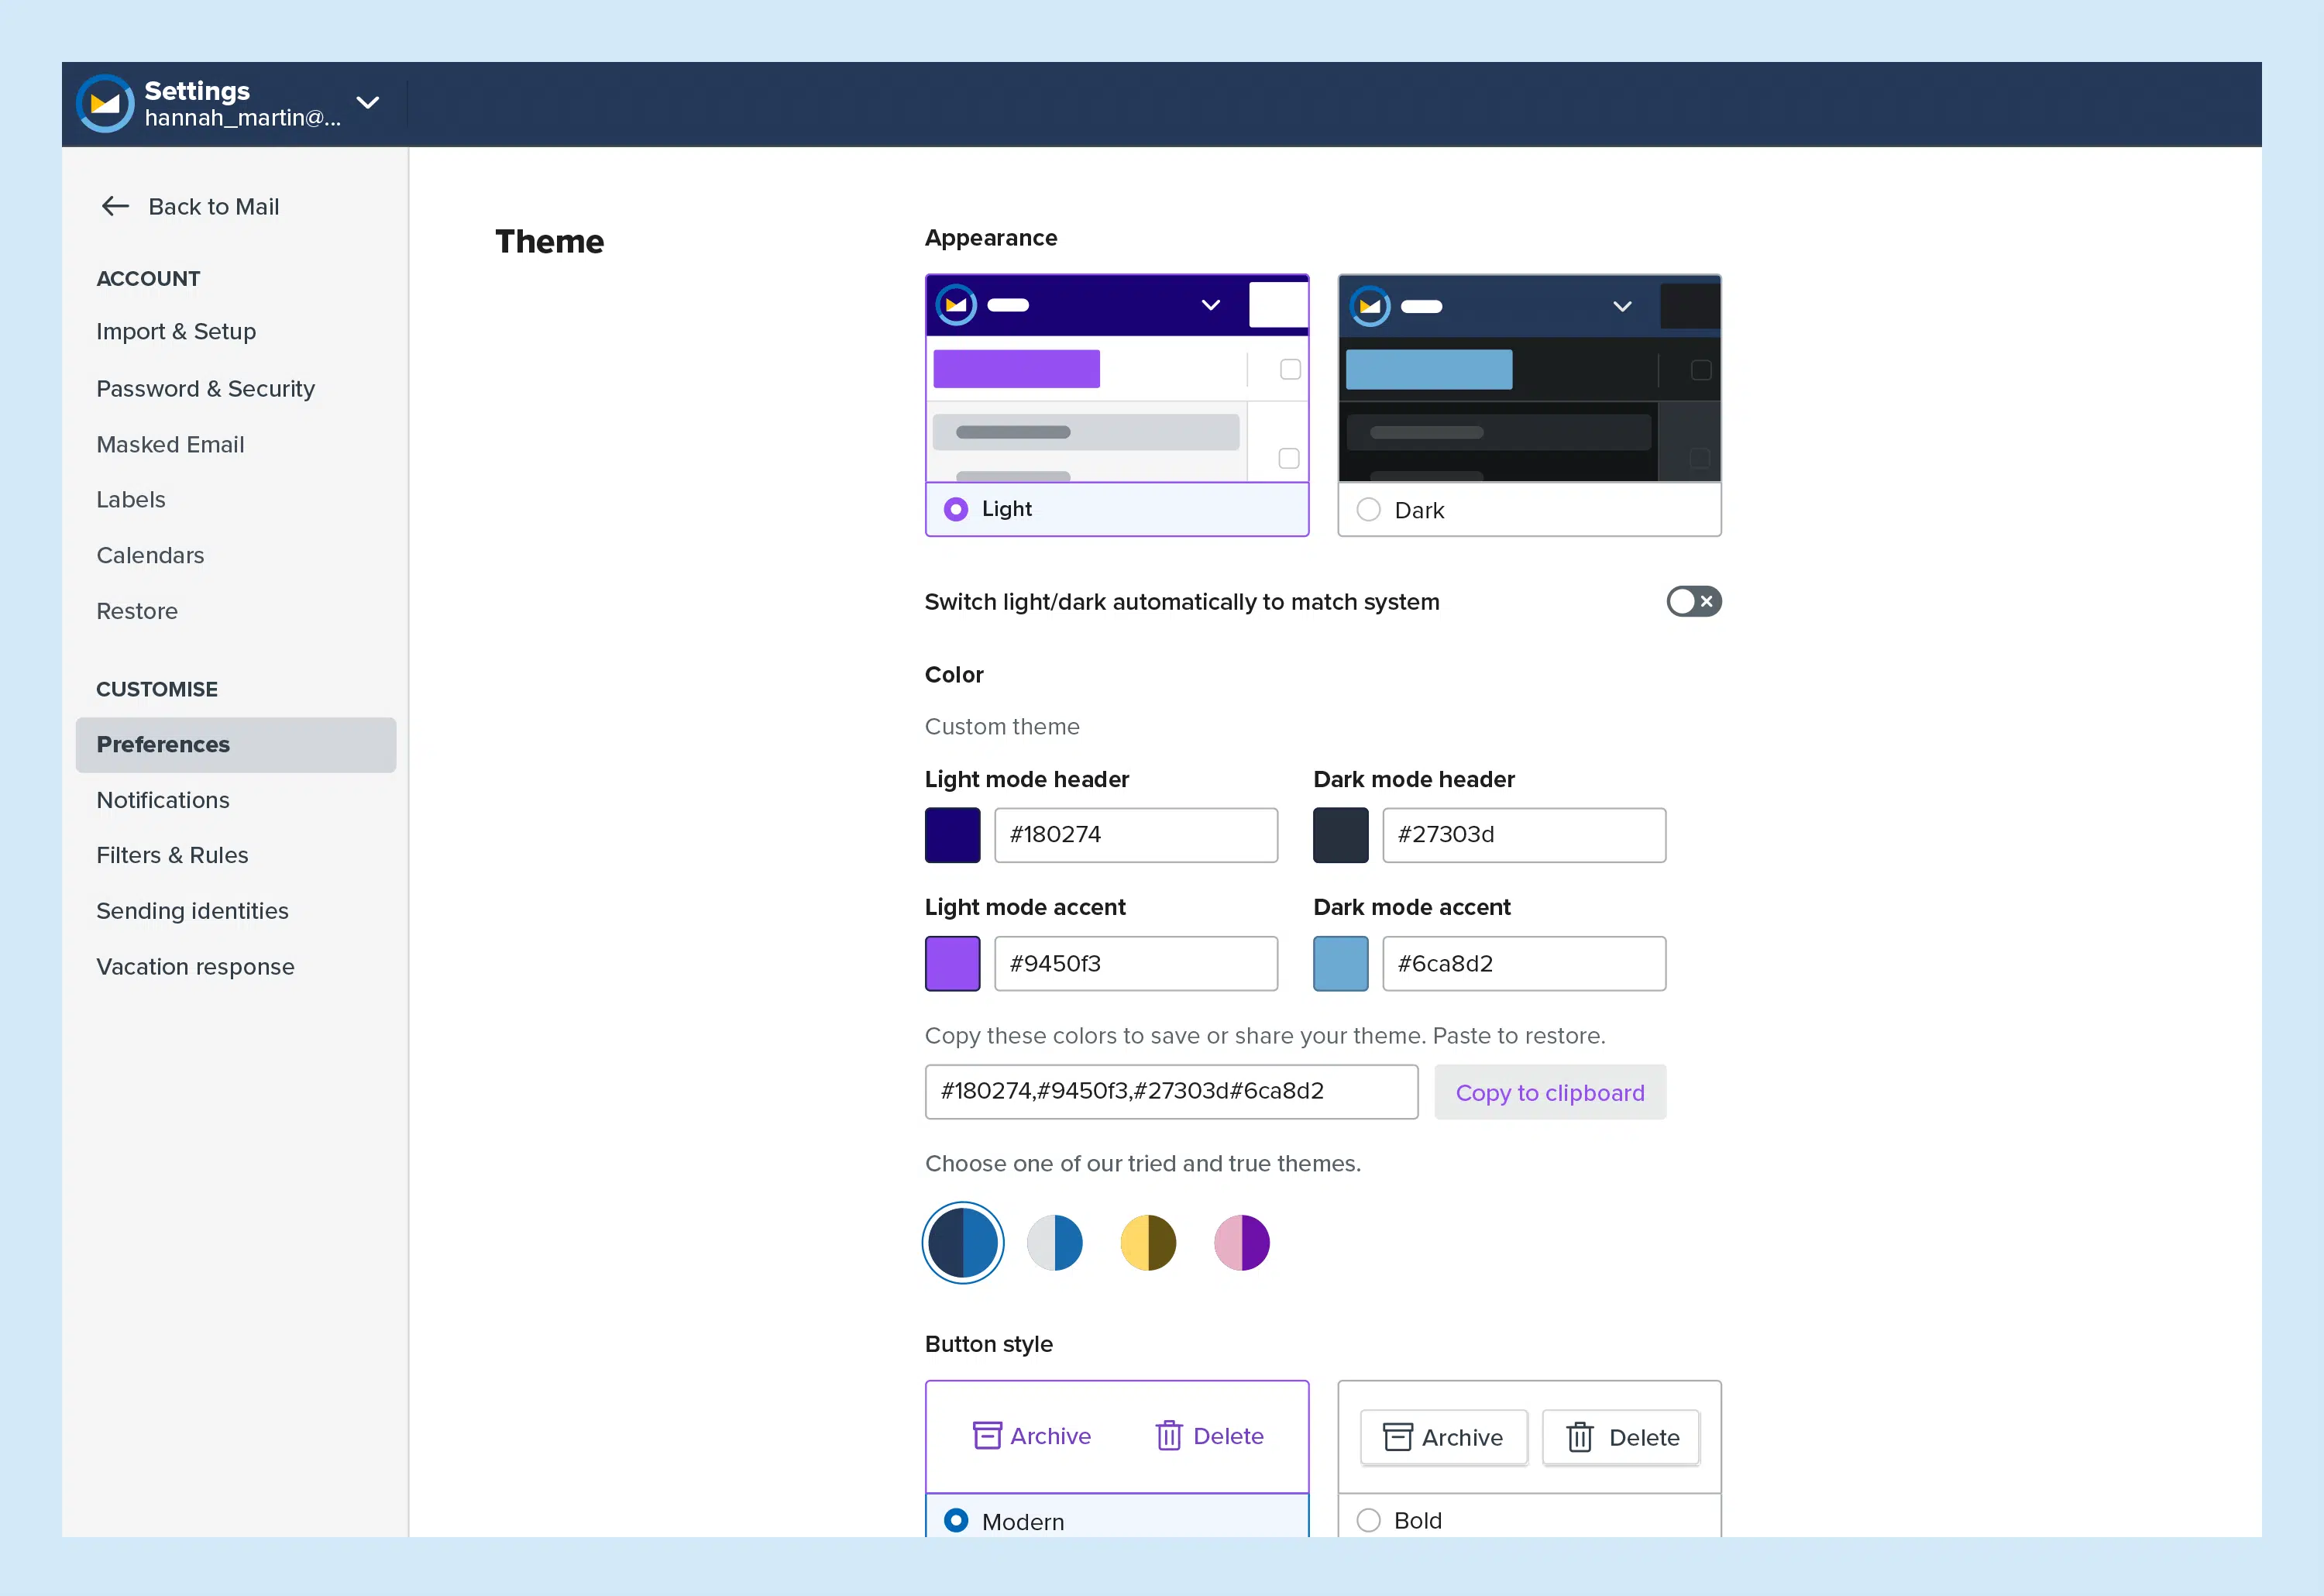 Settings
hannah_martin@...
Back to Mail
ACCOUNT
Import & Setup
Password & Security
Masked Email
Labels
Calendars
Restore
CUSTOMISE
Preferences
Notifications
Filters & Rules
Sending identities
Vacation response
Theme
Appearance
Light
Dark
Switch light/dark automatically to match system
Color
Custom theme
Light mode header
Dark mode header
#180274
#27303d
Light mode accent
Dark mode accent
#9450f3
#6ca8d2
Copy these colors to save or share your theme. Paste to restore.
#180274,#9450f3,#27303d#6ca8d2
Copy to clipboard
Choose one of our tried and true themes.
Button style
Archive
Delete
Archive
Delete
Modern
Bold